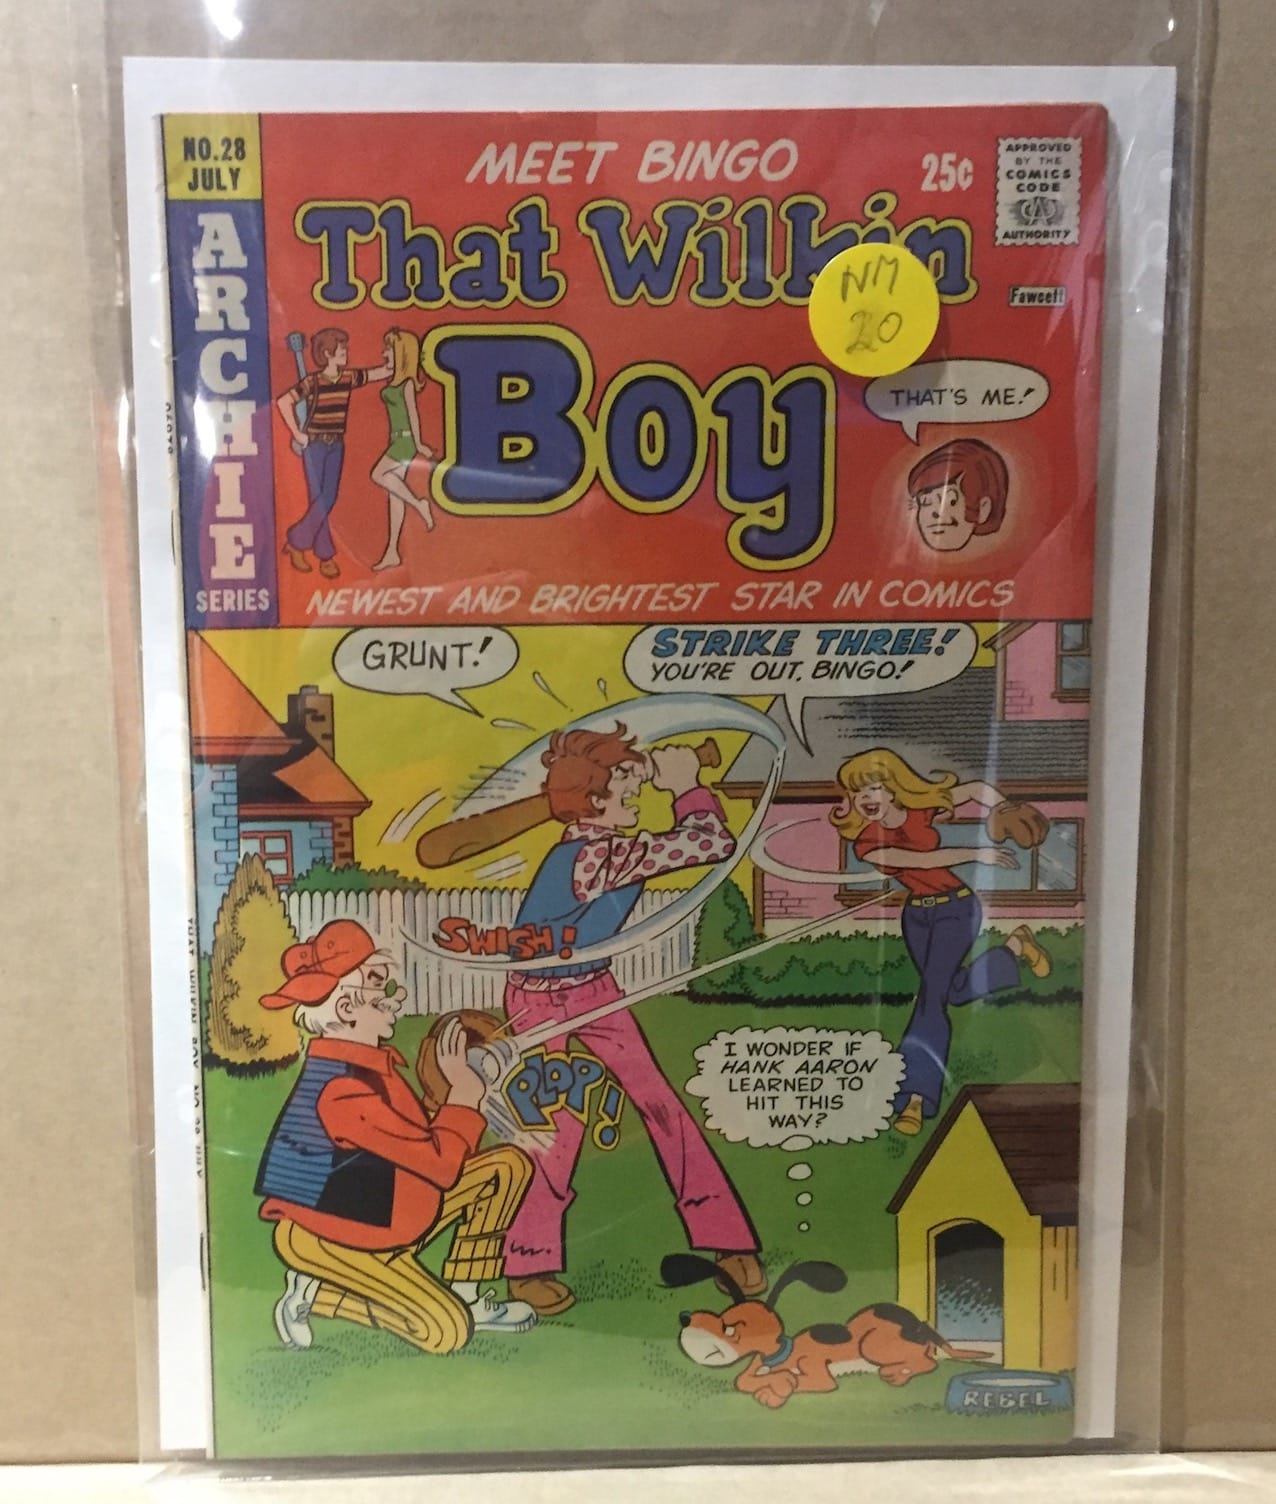 NO.28
JULY
ARCHIE
SERIES
MEET BINGO
25¢
APPROVED
BY THE
COMICS
CODE
CA
AUTHORITY
That Wilkin
Boy
Fawcett
NM
20
THAT'S ME!
NEWEST AND BRIGHTEST STAR IN COMICS
GRUNT!
STRIKE THREE!
YOU'RE OUT, BINGO!
SWISH!
PLOP!
I WONDER IF
HANK AARON
LEARNED TO
HIT THIS
WAY?
REBEL